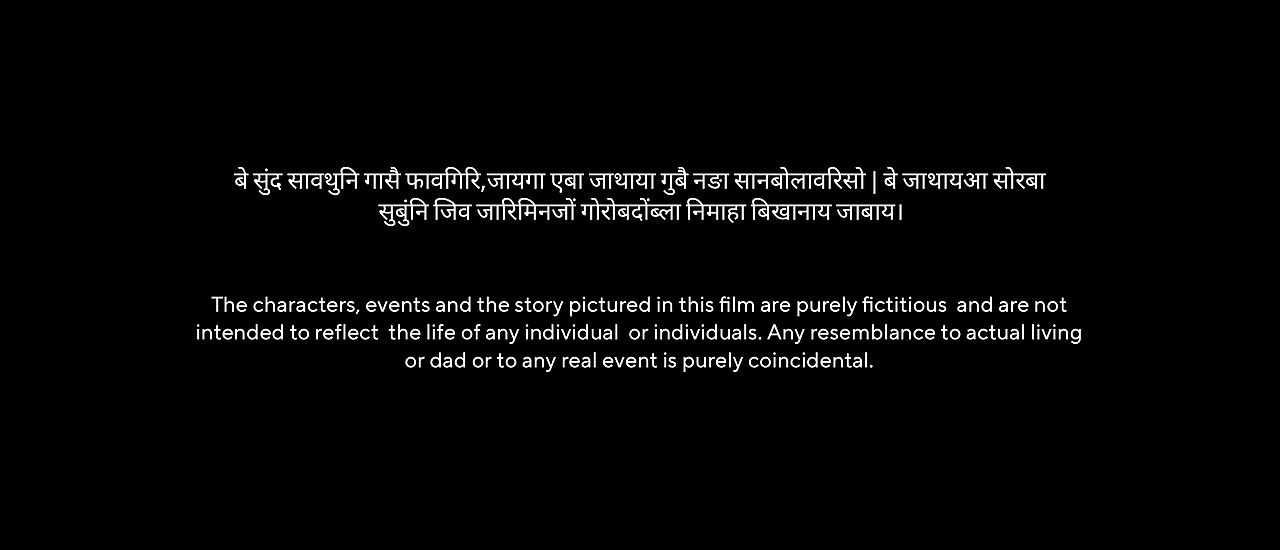 बे सुंद सावथुनि गासै फावगिरि,जायगा एबा जाथाया गुबै नङा सानबोलावरिसो | बे जाथायआ सोरबा
सुबुंनि जिव जारिमिनजों गोरोबदोंब्ला निमाहा बिखानाय जाबाय।
The characters, events and the story pictured in this film are purely fictitious  and are not
intended to reflect  the life of any individual  or individuals. Any resemblance to actual living
or dad or to any real event is purely coincidental.